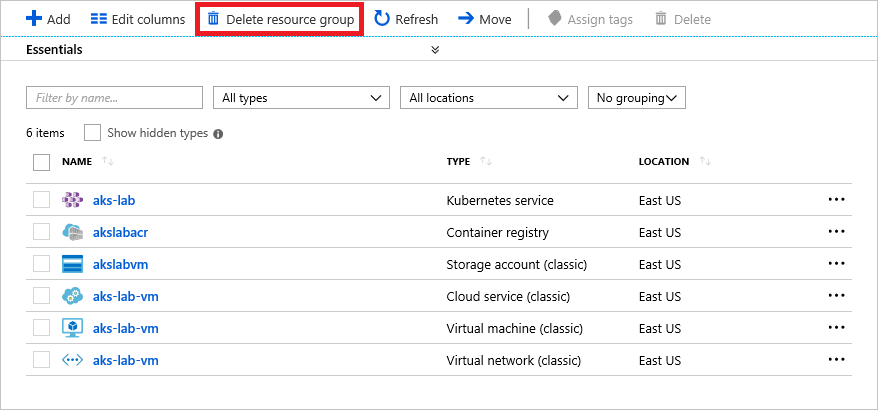 Add Edit columns Delete resource group Refresh Move Assign tags Delete
Essentials
Filter by name... All types All locations No grouping
6 items Show hidden types
NAME TYPE LOCATION
aks-lab Kubernetes service East US
akslabacr Container registry East US
akslabvm Storage account (classic) East US
aks-lab-vm Cloud service (classic) East US
aks-lab-vm Virtual machine (classic) East US
aks-lab-vm Virtual network (classic) East US